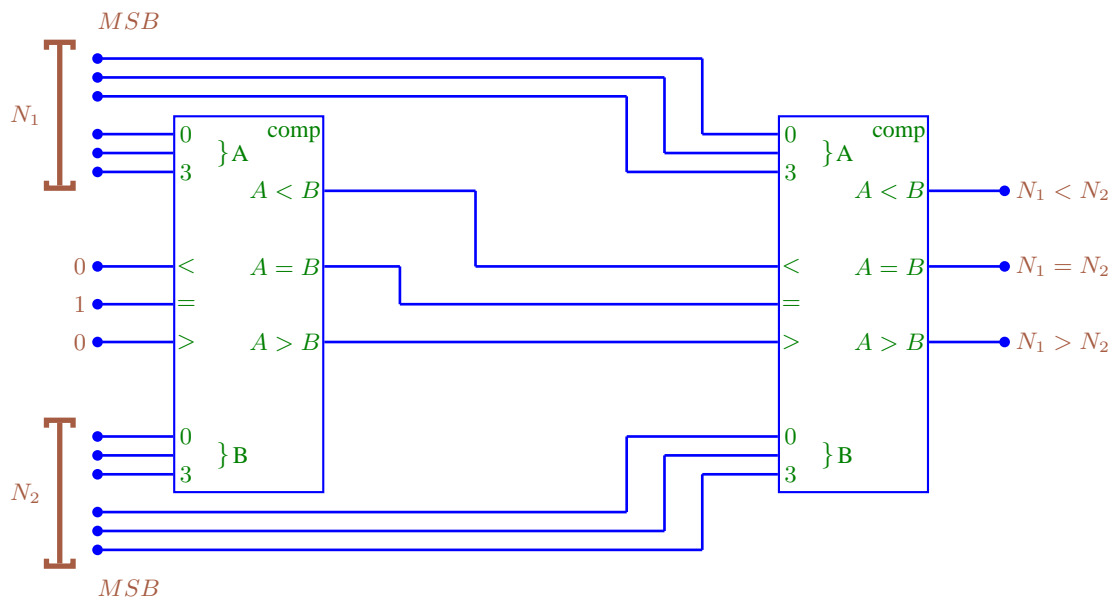 MSB
N₁
0
3
}A
comp
A < B
0
<
A = B
1
=
0
>
A > B
0
3
}B
N₂
MSB
0
3
}A
comp
A < B
N₁ < N₂
<
A = B
N₁ = N₂
=
>
A > B
N₁ > N₂
0
3
}B